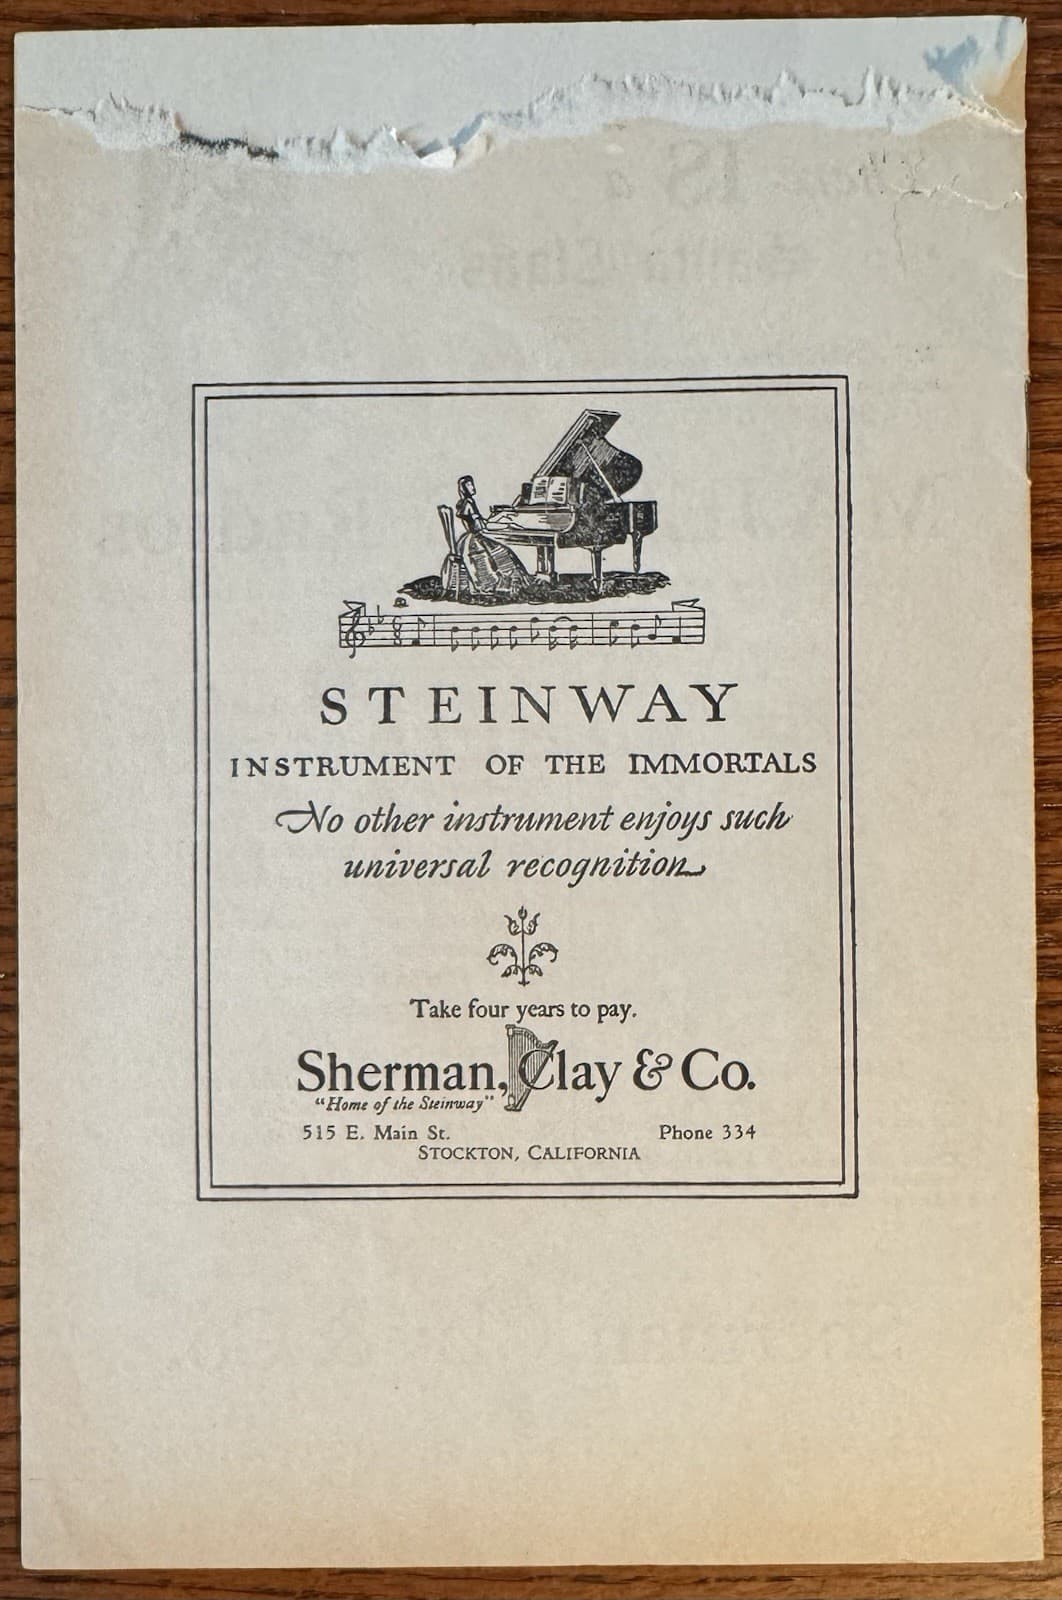 STEINWAY
INSTRUMENT OF THE IMMORTALS
No other instrument enjoys such
universal recognition
Take four years to pay.
Sherman, Clay & Co.
"Home of the Steinway"
515 E. Main St. Phone 334
STOCKTON, CALIFORNIA